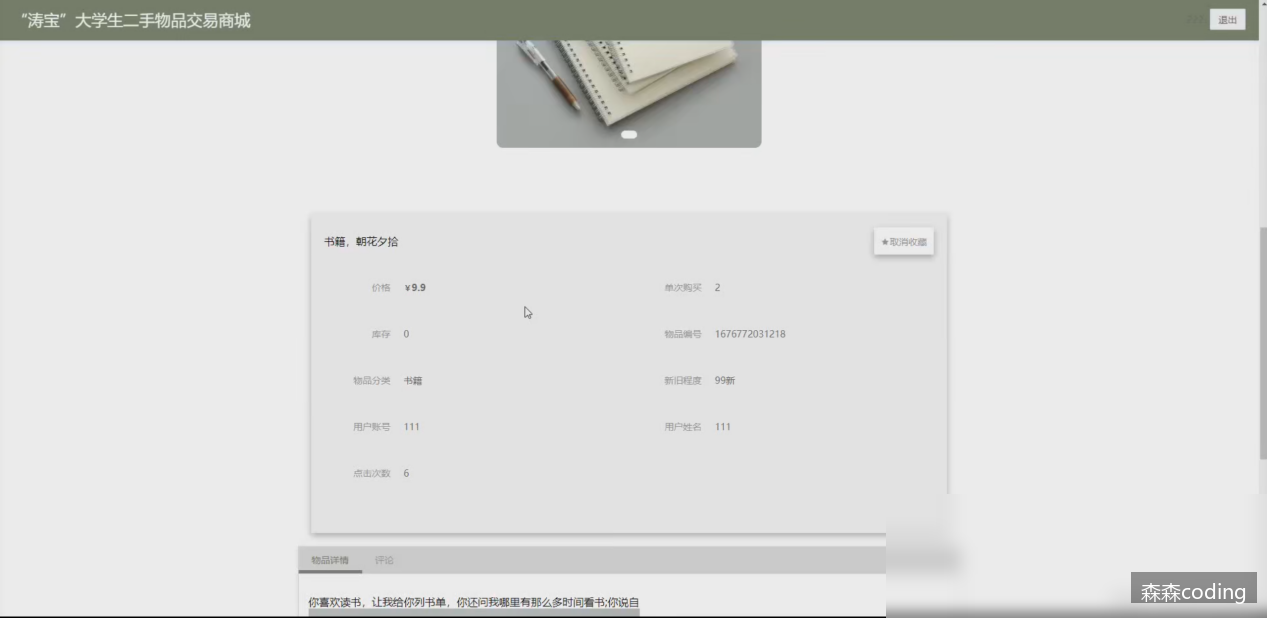 “涛宝”大学生二手物品交易商城
退出
书籍，朝花夕拾
★取消收藏
价格 ￥9.9
单次购买 2
库存 0
物品编号 1676772031218
物品分类 书籍
新旧程度 99新
用户账号 111
用户姓名 111
点击次数 6
物品详情 评论
你喜欢读书，让我给你列书单，你还问我哪里有那么多时间看书;你说自
森森coding